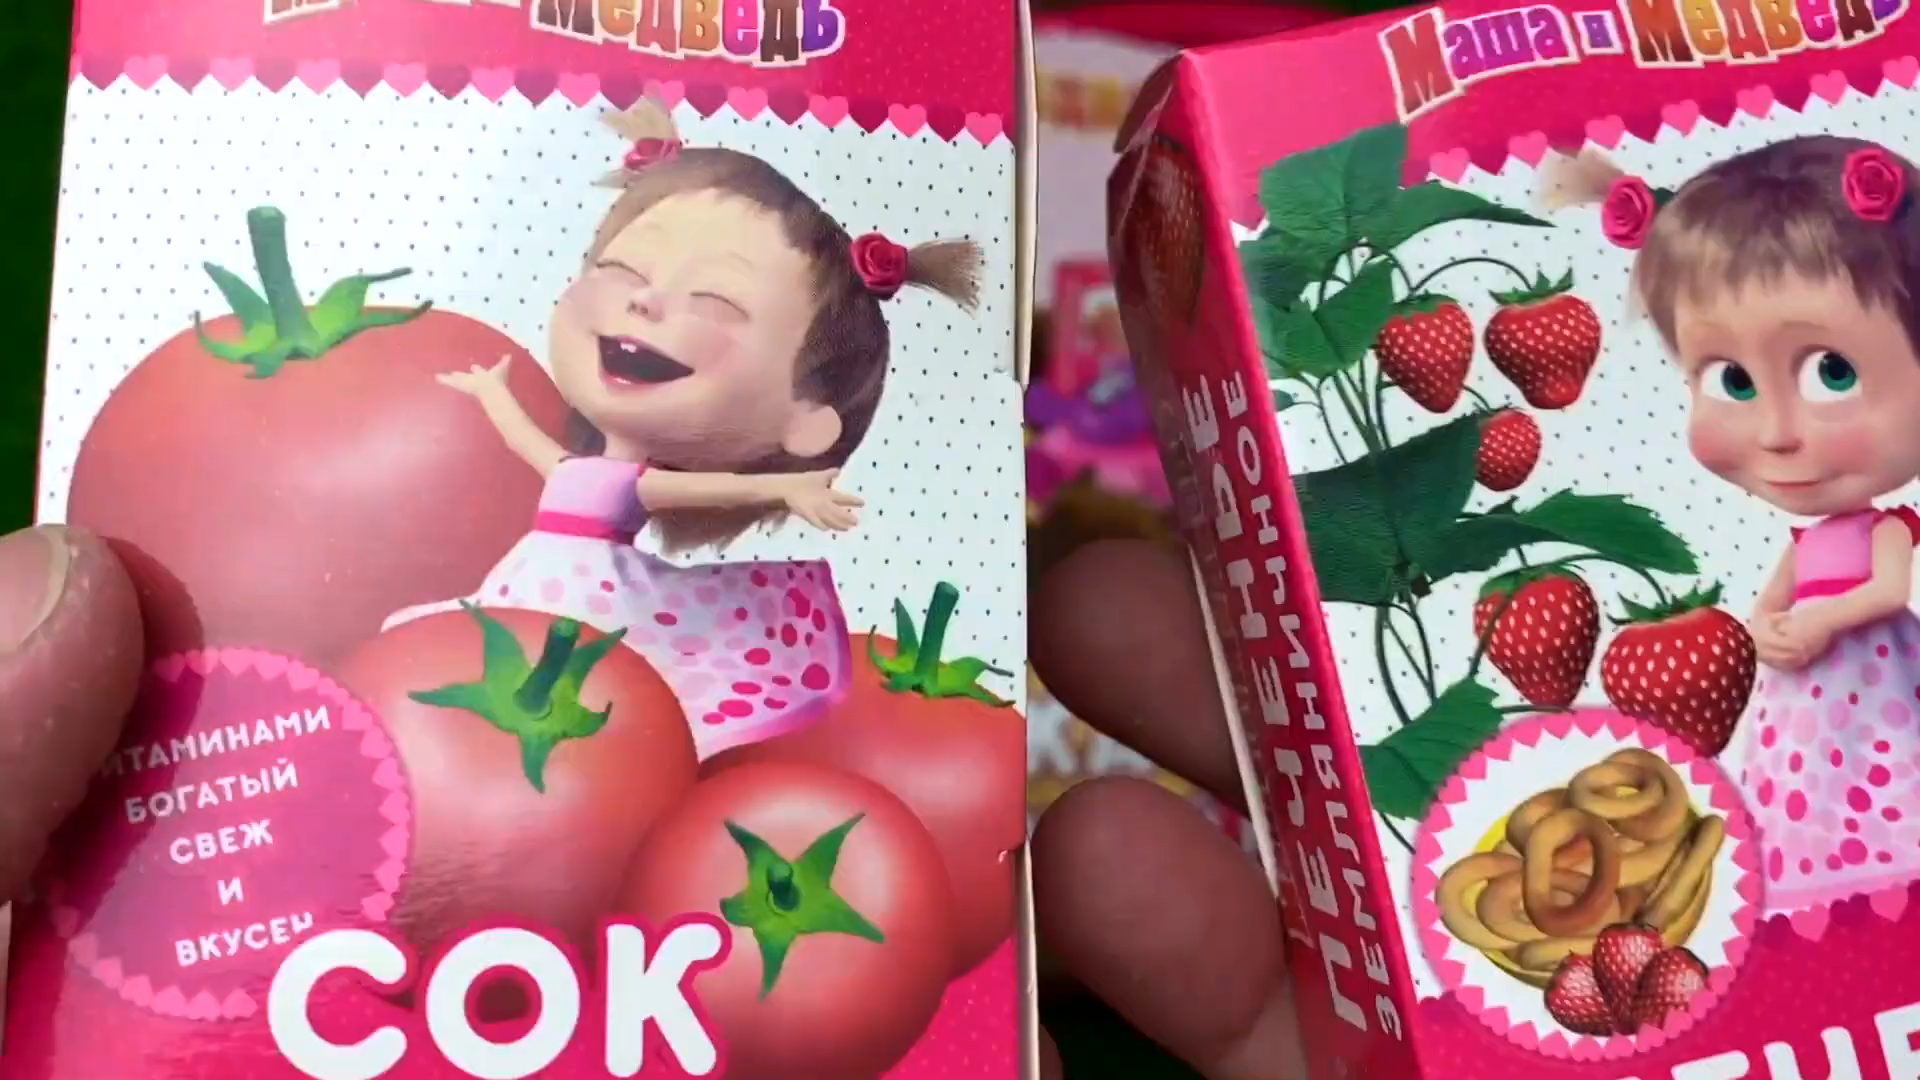 Медведь
ВИТАМИНАМИ
БОГАТЫЙ
СВЕЖ
И
ВКУСЕН
СОК
Маша и Медведь
ПЕЧЕНЬЕ
ЗЕМЛЯНИЧНОЕ